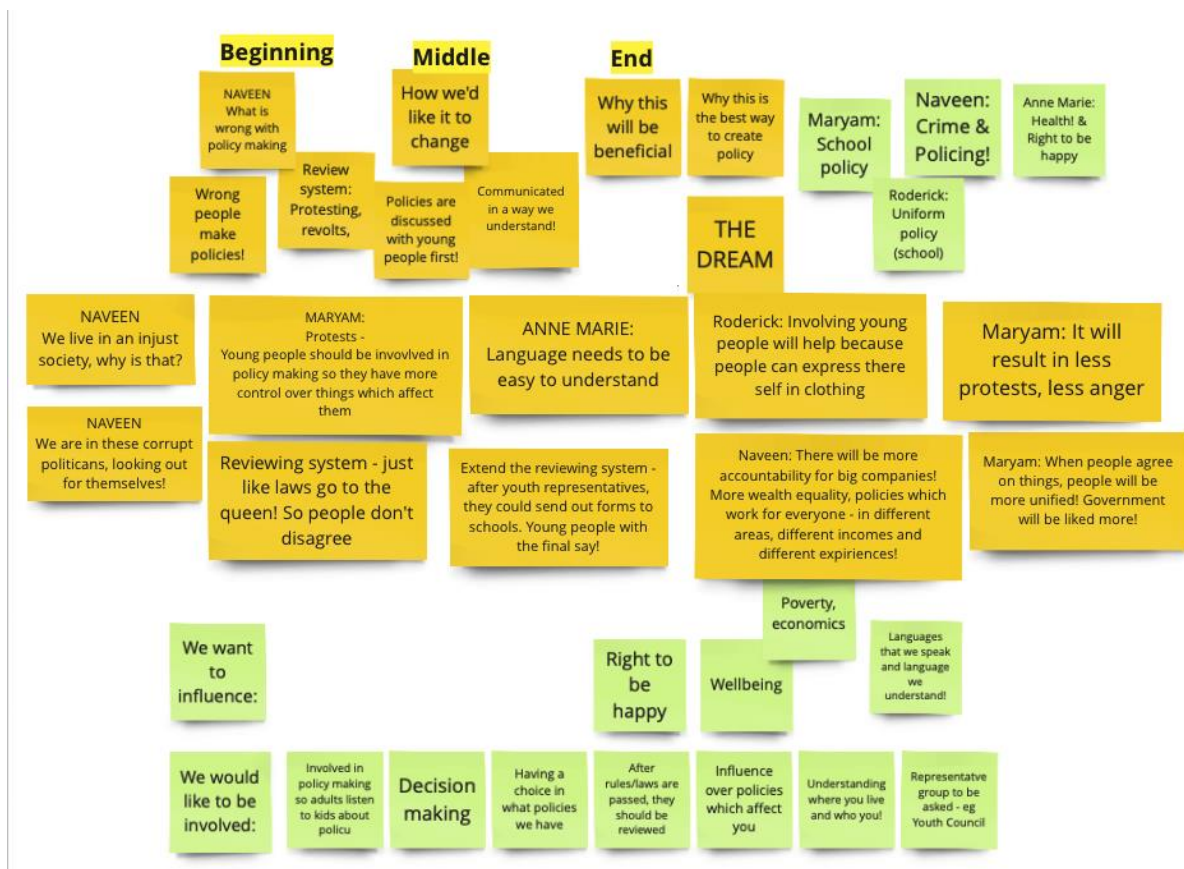 Beginning
Middle
End
NAVEEN
What is
wrong with
policy making
How we'd
like it to
change
Why this
will be
beneficial
Why this is
the best way
to create
policy
Maryam:
School
policy
Naveen:
Crime &
Policing!
Anne Marie:
Health! &
Right to be
happy
Wrong
people
make
policies!
Review
system:
Protesting,
revolts,
Policies are
discussed
with young
people first!
Communicated
in a way we
understand!
THE
DREAM
Roderick:
Uniform
policy
(school)
NAVEEN
We live in an injust
society, why is that?
MARYAM:
Protests -
Young people should be invovlved in
policy making so they have more
control over things which affect
them
ANNE MARIE:
Language needs to be
easy to understand
Roderick: Involving young
people will help because
people can express there
self in clothing
Maryam: It will
result in less
protests, less anger
NAVEEN
We are in these corrupt
politicans, looking out
for themselves!
Reviewing system - just
like laws go to the
queen! So people don't
disagree
Extend the reviewing system -
after youth representatives,
they could send out forms to
schools. Young people with
the final say!
Naveen: There will be more
accountability for big companies!
More wealth equality, policies which
work for everyone - in different
areas, different incomes and
different expiriences!
Maryam: When people agree
on things, people will be
more unified! Government
will be liked more!
We want
to
influence:
Right to
be
happy
Wellbeing
Poverty,
economics
Languages
that we speak
and language
we
understand!
We would
like to be
involved:
Involved in
policy making
so adults listen
to kids about
policu
Decision
making
Having a
choice in
what policies
we have
After
rules/laws are
passed, they
should be
reviewed
Influence
over policies
which affect
you
Understanding
where you live
and who you!
Representatve
group to be
asked - eg
Youth Council